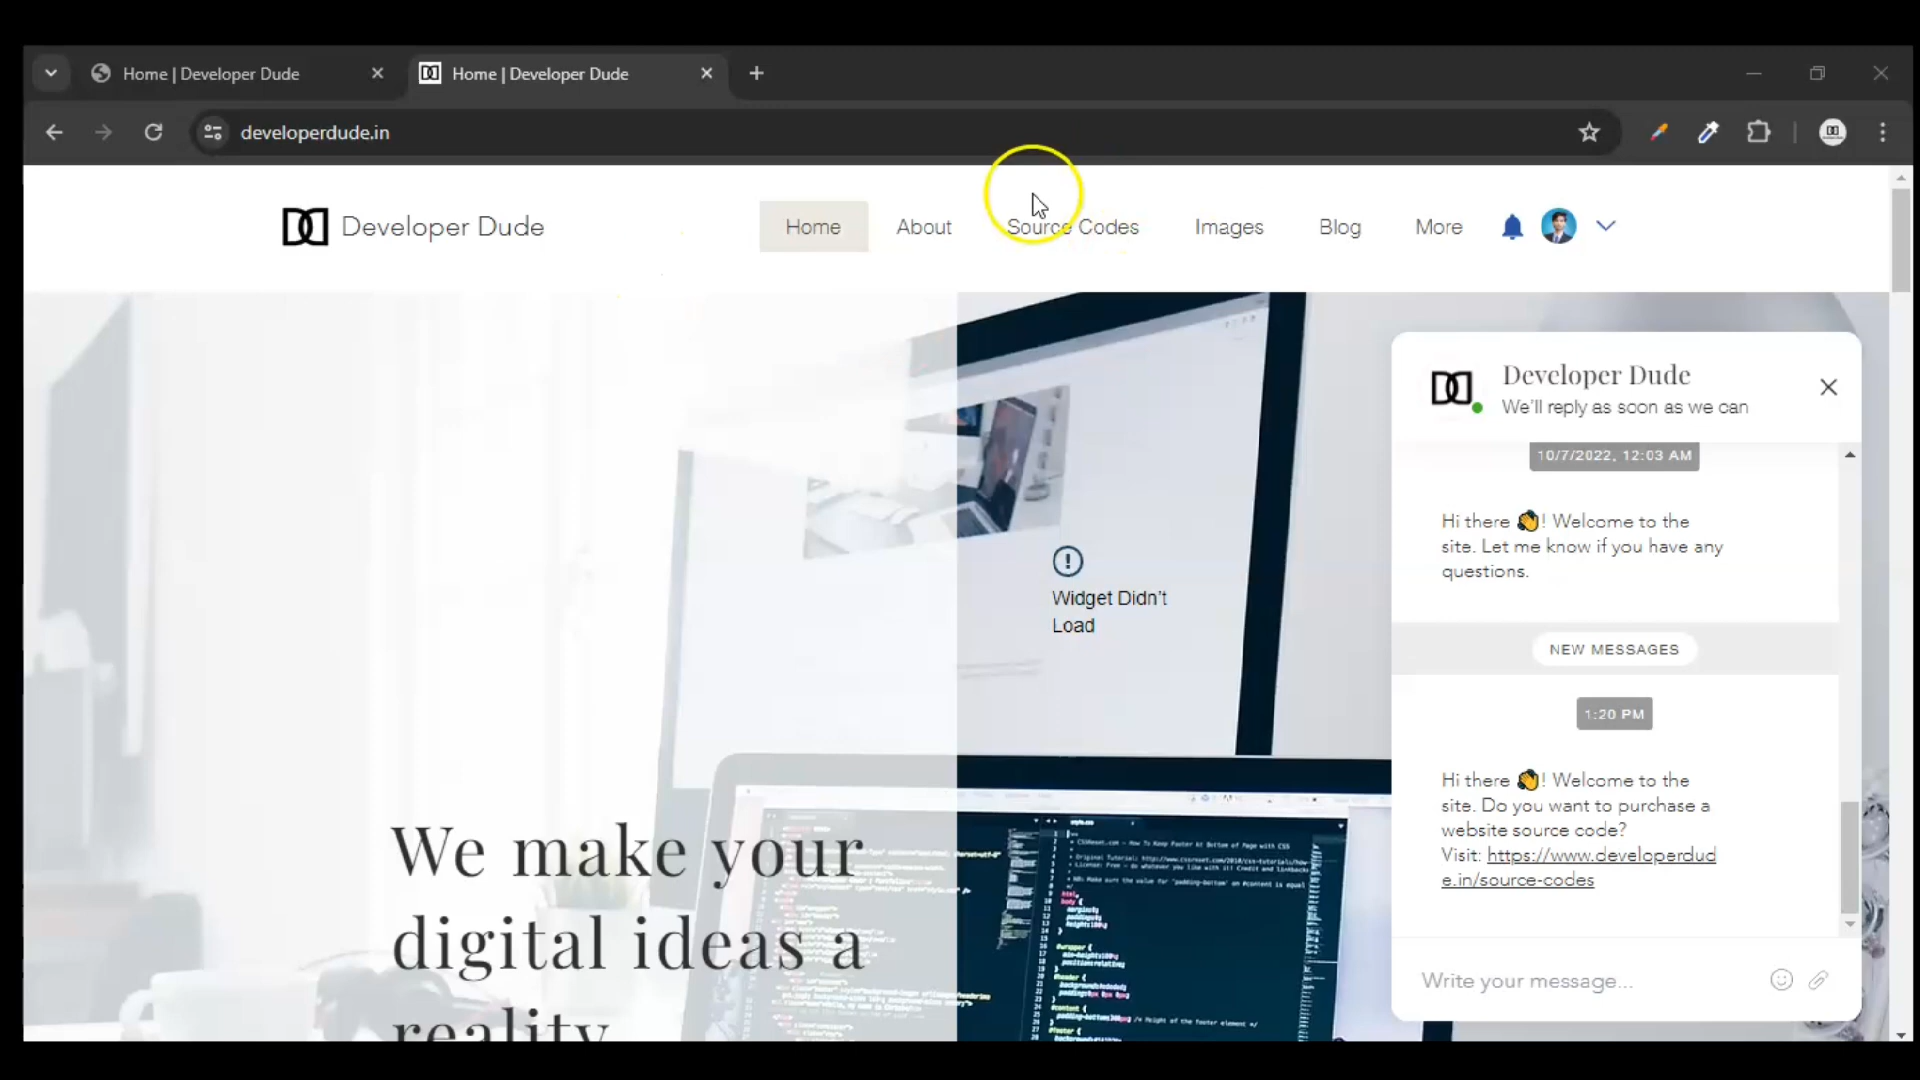 Home | Developer Dude
Home | Developer Dude
developerdude.in
Developer Dude
Home
About
Source Codes
Images
Blog
More
Developer Dude
We'll reply as soon as we can
10/7/2022, 12:03 AM
Hi there 👋! Welcome to the
site. Let me know if you have any
questions.
NEW MESSAGES
1:20 PM
Hi there 👋! Welcome to the
site. Do you want to purchase a
website source code?
Visit: https://www.developerdud
e.in/source-codes
Write your message...
Widget Didn't
Load
We make your
digital ideas a
reality